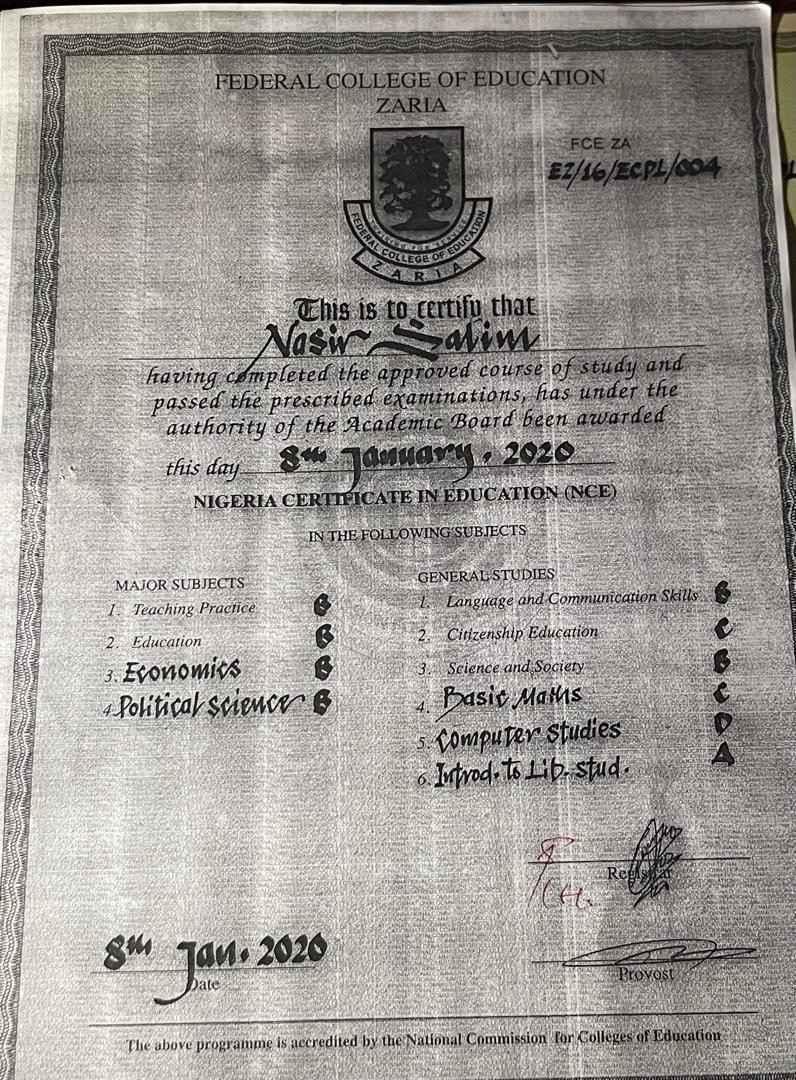 FEDERAL COLLEGE OF EDUCATION
ZARIA
FCE ZA
EZ/16/ECPL/004
FEDERAL COLLEGE OF EDUCATION
ZARIA
This is to certify that
Nasir Salim
having completed the approved course of study and
passed the prescribed examinations, has under the
authority of the Academic Board been awarded
this day 8th January, 2020
NIGERIA CERTIFICATE IN EDUCATION (NCE)
IN THE FOLLOWING SUBJECTS
MAJOR SUBJECTS
1. Teaching Practice B
2. Education B
3. Economics B
4. Political Science B
GENERAL STUDIES
1. Language and Communication Skills B
2. Citizenship Education C
3. Science and Society B
4. Basic Maths C
5. Computer Studies D
6. Introd. To Lib. Stud. A
Registrar
8th Jan. 2020
Date
Provost
The above programme is accredited by the National Commission for Colleges of Education